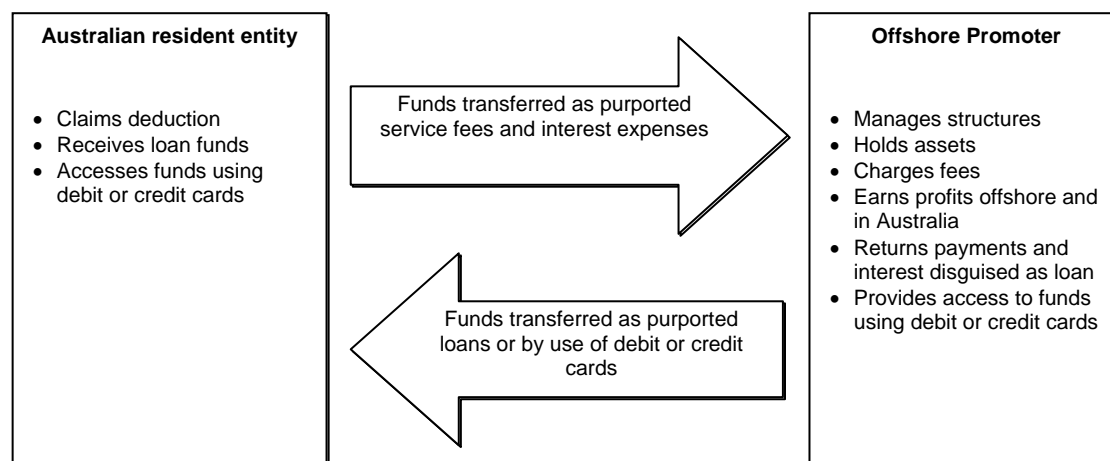 Australian resident entity
• Claims deduction
• Receives loan funds
• Accesses funds using
debit or credit cards
Funds transferred as purported
service fees and interest expenses
Funds transferred as purported
loans or by use of debit or credit
cards
Offshore Promoter
• Manages structures
• Holds assets
• Charges fees
• Earns profits offshore and
in Australia
• Returns payments and
interest disguised as loan
• Provides access to funds
using debit or credit cards